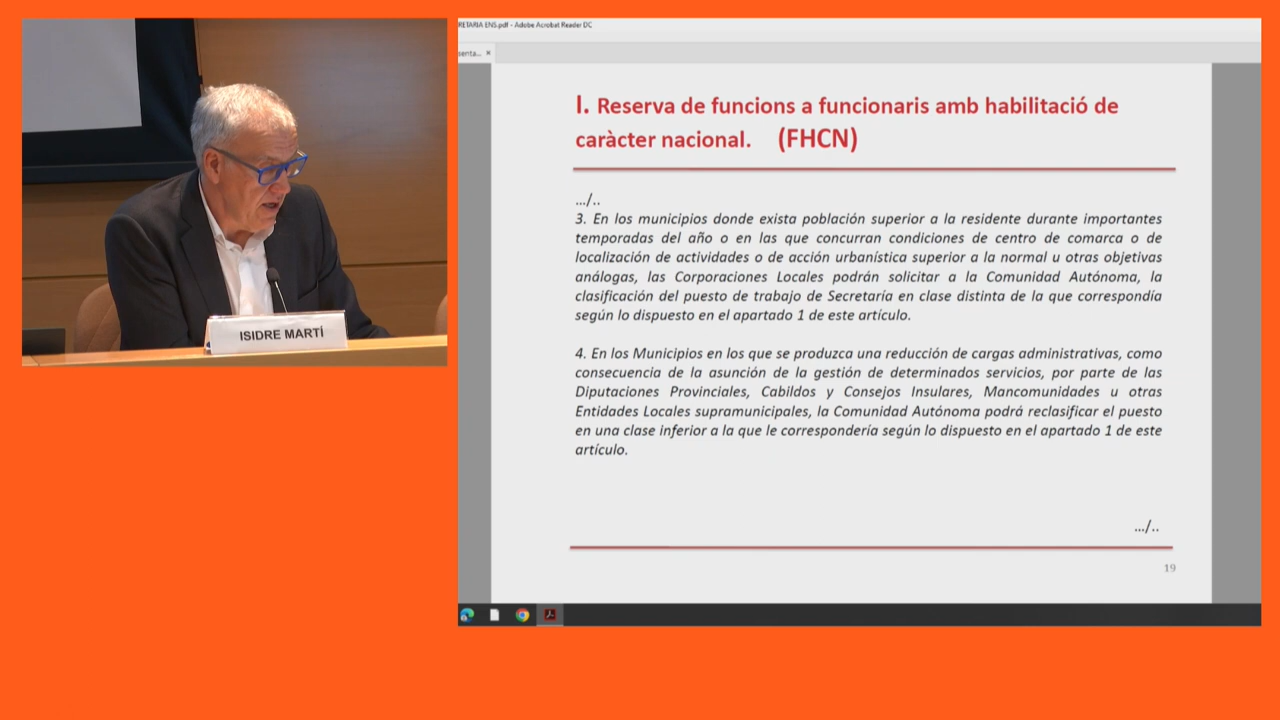 RETARIA ENS.pdf - Adobe Acrobat Reader DC
senta... ×
I. Reserva de funcions a funcionaris amb habilitació de
caràcter nacional. (FHCN)
.../..
3. En los municipios donde exista población superior a la residente durante importantes
temporadas del año o en las que concurran condiciones de centro de comarca o de
localización de actividades o de acción urbanística superior a la normal u otras objetivas
análogas, las Corporaciones Locales podrán solicitar a la Comunidad Autónoma, la
clasificación del puesto de trabajo de Secretaría en clase distinta de la que correspondía
según lo dispuesto en el apartado 1 de este artículo.
4. En los Municipios en los que se produzca una reducción de cargas administrativas, como
consecuencia de la asunción de la gestión de determinados servicios, por parte de las
Diputaciones Provinciales, Cabildos y Consejos Insulares, Mancomunidades u otras
Entidades Locales supramunicipales, la Comunidad Autónoma podrá reclasificar el puesto
en una clase inferior a la que le correspondería según lo dispuesto en el apartado 1 de este
artículo.
.../..
19
ISIDRE MARTÍ